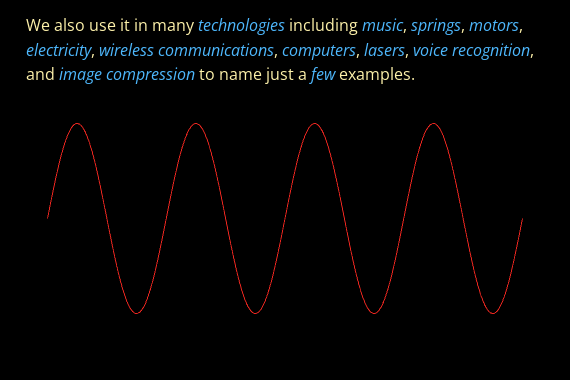 We also use it in many technologies including music, springs, motors,
electricity, wireless communications, computers, lasers, voice recognition,
and image compression to name just a few examples.